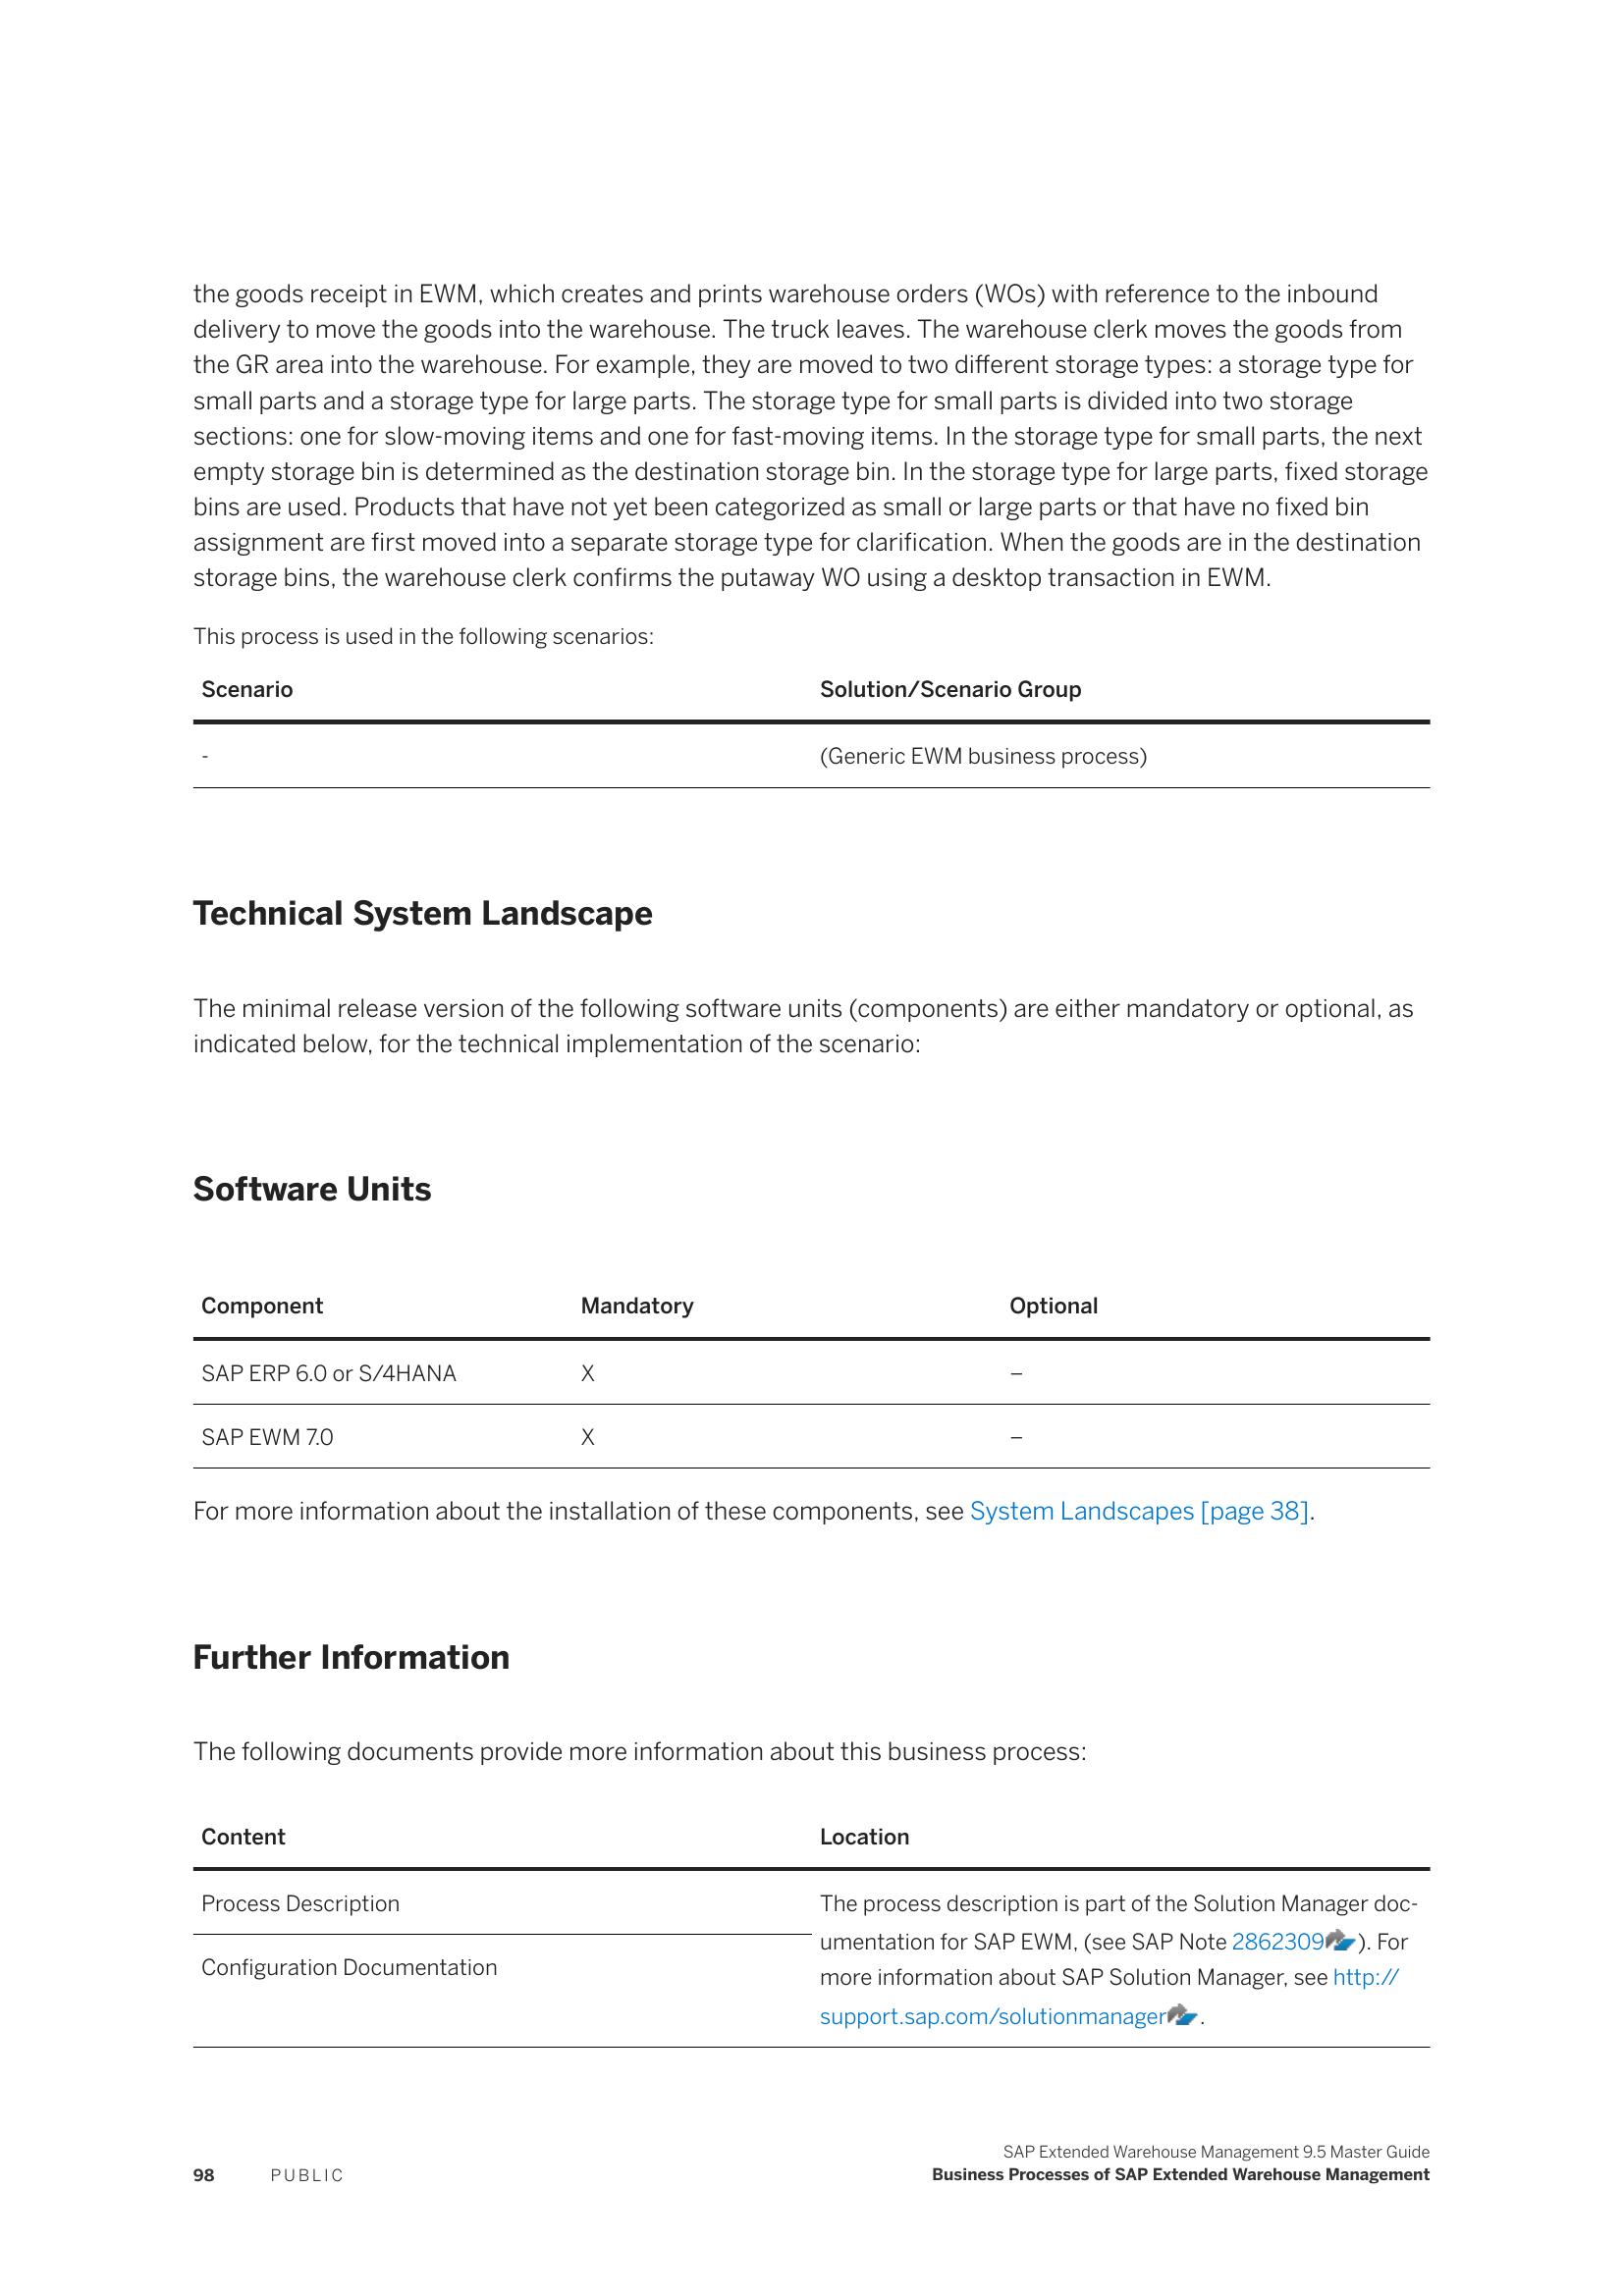 the goods receipt in EWM, which creates and prints warehouse orders (WOs) with reference to the inbound
delivery to move the goods into the warehouse. The truck leaves. The warehouse clerk moves the goods from
the GR area into the warehouse. For example, they are moved to two different storage types: a storage type for
small parts and a storage type for large parts. The storage type for small parts is divided into two storage
sections: one for slow-moving items and one for fast-moving items. In the storage type for small parts, the next
empty storage bin is determined as the destination storage bin. In the storage type for large parts, fixed storage
bins are used. Products that have not yet been categorized as small or large parts or that have no fixed bin
assignment are first moved into a separate storage type for clarification. When the goods are in the destination
storage bins, the warehouse clerk confirms the putaway WO using a desktop transaction in EWM.
This process is used in the following scenarios:
Scenario Solution/Scenario Group
- (Generic EWM business process)
Technical System Landscape
The minimal release version of the following software units (components) are either mandatory or optional, as
indicated below, for the technical implementation of the scenario:
Software Units
Component Mandatory Optional
SAP ERP 6.0 or S/4HANA X –
SAP EWM 7.0 X –
For more information about the installation of these components, see System Landscapes [page 38].
Further Information
The following documents provide more information about this business process:
Content Location
Process Description
Configuration Documentation
The process description is part of the Solution Manager doc-
umentation for SAP EWM, (see SAP Note 2862309). For
more information about SAP Solution Manager, see http://
support.sap.com/solutionmanager.
SAP Extended Warehouse Management 9.5 Master Guide
98 PUBLIC Business Processes of SAP Extended Warehouse Management